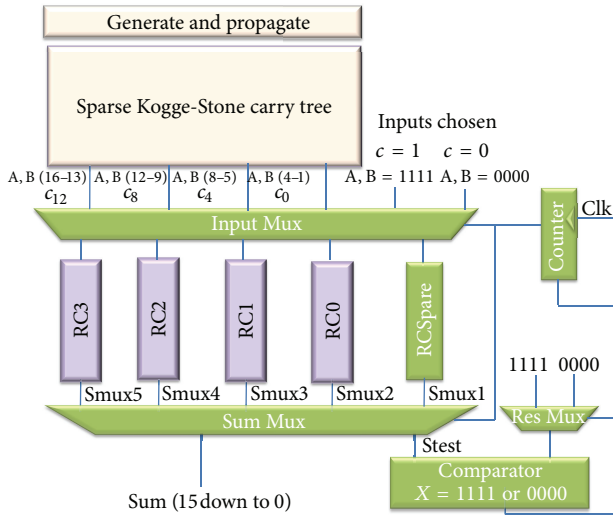 Generate and propagate
Sparse Kogge-Stone carry tree
Inputs chosen
c = 1 c = 0
A, B (16–13) A, B (12–9) A, B (8–5) A, B (4–1) A, B = 1111 A, B = 0000
c12 c8 c4 c0
Input Mux
Counter
Clk
RC3
RC2
RC1
RC0
RCSpare
1111 0000
Smux5 Smux4 Smux3 Smux2 Smux1
Sum Mux
Res Mux
Stest
Comparator
X = 1111 or 0000
Sum (15 down to 0)